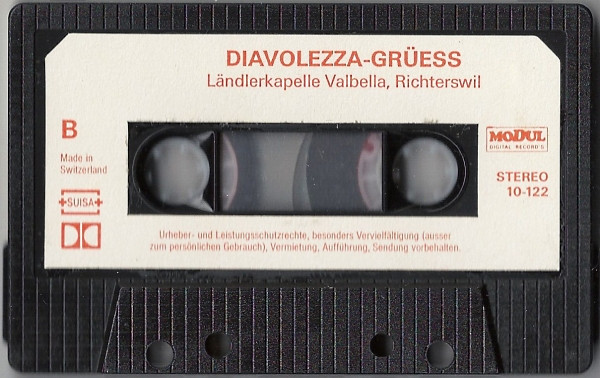 DIAVOLEZZA-GRÜESS
Ländlerkapelle Valbella, Richterswil
B
MODUL
DIGITAL RECORD'S
Made in
Switzerland
STEREO
10-122
SUISA
Urheber- und Leistungsschutzrechte, besonders Vervielfältigung (ausser
zum persönlichen Gebrauch), Vermietung, Aufführung, Sendung vorbehalten.